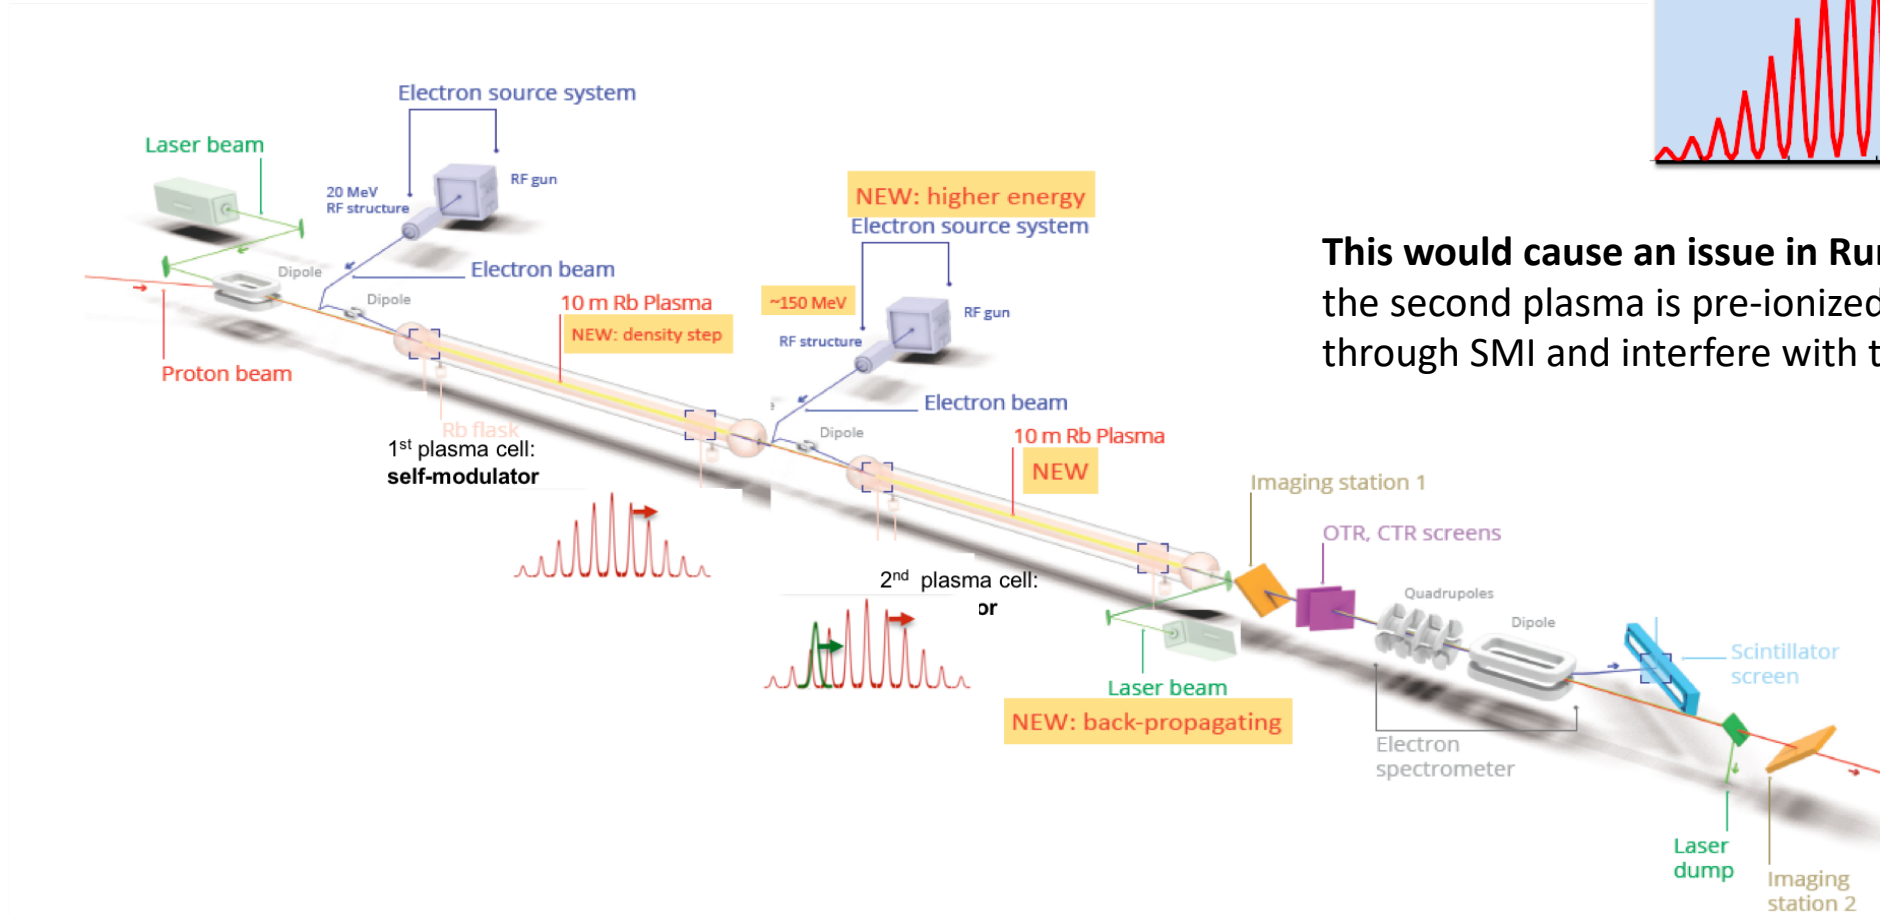 Electron source system
Laser beam
RF gun
20 MeV
RF structure
NEW: higher energy
Electron source system
This would cause an issue in
the second plasma is pre-ionized
through SMI and interfere with
Dipole
Electron beam
Dipole
10 m Rb Plasma
NEW: density step
~150 MeV
RF gun
RF structure
Proton beam
Electron beam
Rb flask
1st plasma cell:
self-modulator
Dipole
10 m Rb Plasma
NEW
Imaging station 1
OTR, CTR screens
2nd plasma cell:
or
Quadrupoles
Dipole
Scintillator
screen
Laser beam
NEW: back-propagating
Electron
spectrometer
Laser
dump
Imaging
station 2